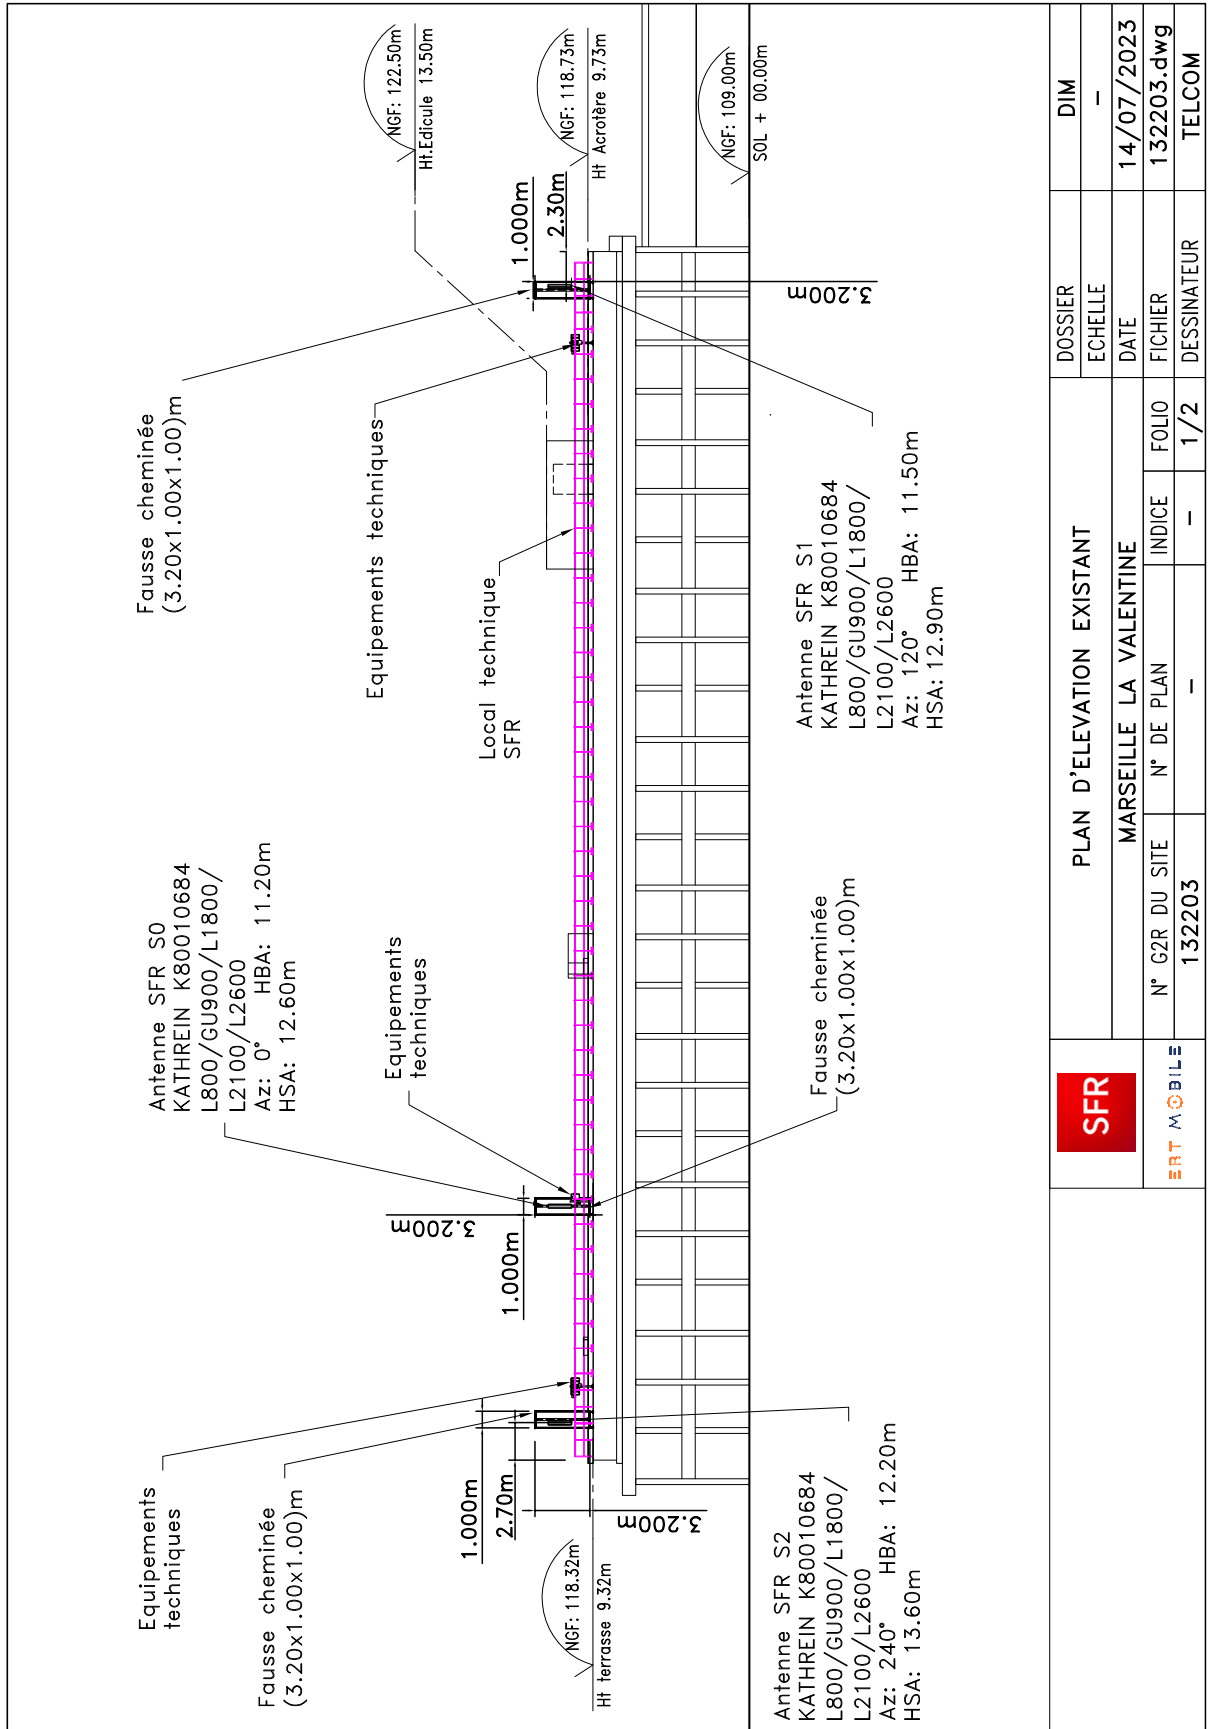 Equipements
techniques
Fausse cheminée
(3.20x1.00x1.00)m
Antenne SFR S0
KATHREIN K80010684
L800/GU900/L1800/
L2100/L2600
Az: 0° HBA: 11.20m
HSA: 12.60m
Equipements
techniques
Fausse cheminée
(3.20x1.00x1.00)m
Equipements techniques
Local technique
SFR
NGF: 122.50m
Ht.Edicule 13.50m
NGF: 118.73m
Ht Acrotère 9.73m
NGF: 109.00m
SOL + 00.00m
NGF: 118.32m
Ht terrasse 9.32m
1.000m
2.70m
3.200m
3.200m
1.000m
1.000m
2.30m
3.200m
Antenne SFR S2
KATHREIN K80010684
L800/GU900/L1800/
L2100/L2600
Az: 240° HBA: 12.20m
HSA: 13.60m
Fausse cheminée
(3.20x1.00x1.00)m
Antenne SFR S1
KATHREIN K80010684
L800/GU900/L1800/
L2100/L2600
Az: 120° HBA: 11.50m
HSA: 12.90m
SFR
ERT MOBILE
PLAN D'ELEVATION EXISTANT
MARSEILLE LA VALENTINE
N° G2R DU SITE N° DE PLAN INDICE FOLIO
132203 – – 1/2
DOSSIER DIM
ECHELLE –
DATE 14/07/2023
FICHIER 132203.dwg
DESSINATEUR TELCOM